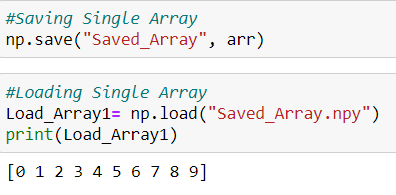 #Saving Single Array
np.save("Saved_Array", arr)
#Loading Single Array
Load_Array1= np.load("Saved_Array.npy")
print(Load_Array1)
[0 1 2 3 4 5 6 7 8 9]